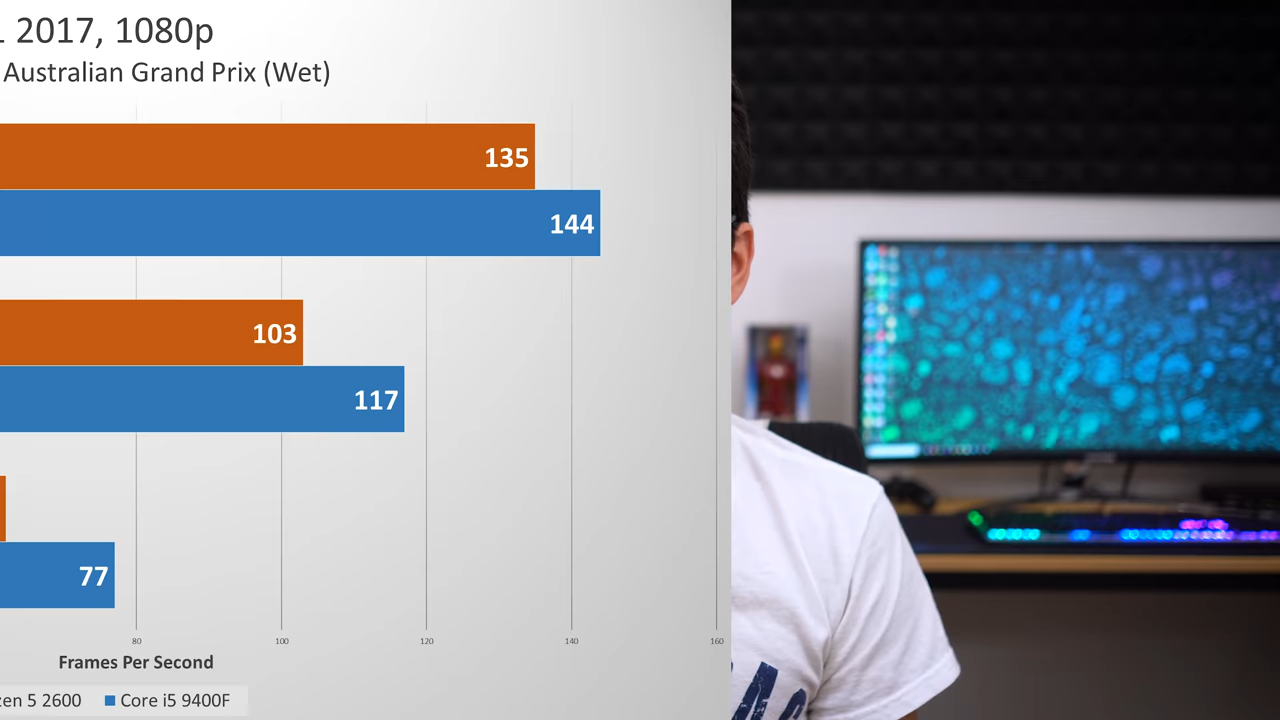 2017, 1080p
Australian Grand Prix (Wet)
135
144
103
117
77
80 100 120 140 160
Frames Per Second
zen 5 2600 Core i5 9400F